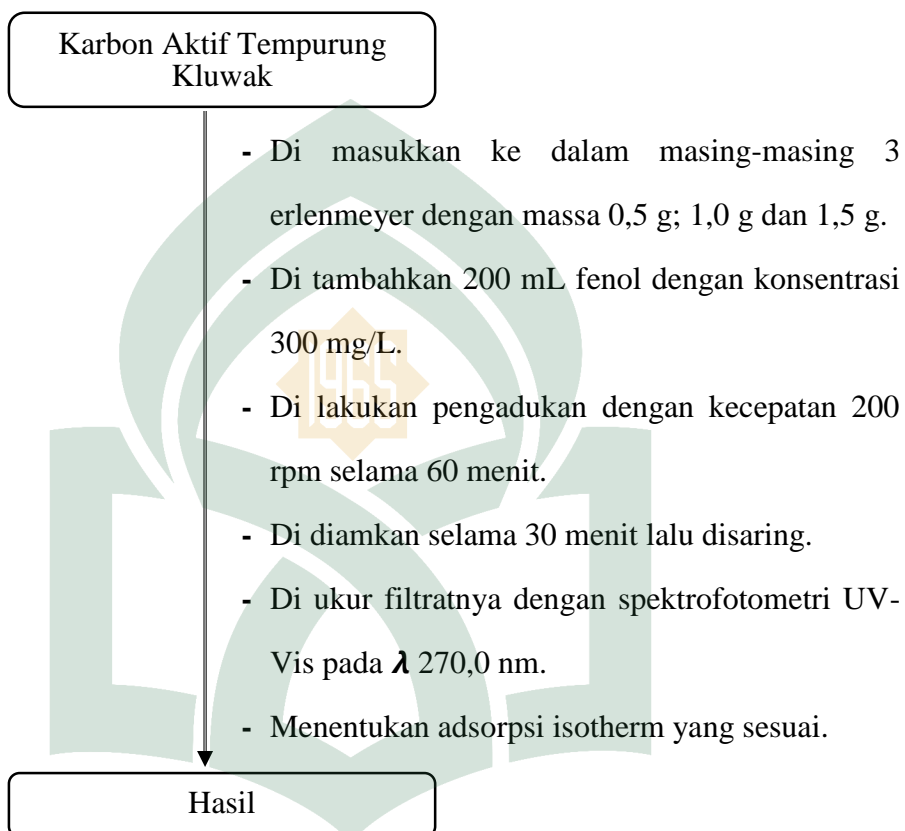 Karbon Aktif Tempurung
Kluwak
- Di masukkan ke dalam masing-masing 3
erlenmeyer dengan massa 0,5 g; 1,0 g dan 1,5 g.
- Di tambahkan 200 mL fenol dengan konsentrasi
300 mg/L.
1965
- Di lakukan pengadukan dengan kecepatan 200
rpm selama 60 menit.
- Di diamkan selama 30 menit lalu disaring.
- Di ukur filtratnya dengan spektrofotometri UV-
Vis pada λ 270,0 nm.
- Menentukan adsorpsi isotherm yang sesuai.
Hasil